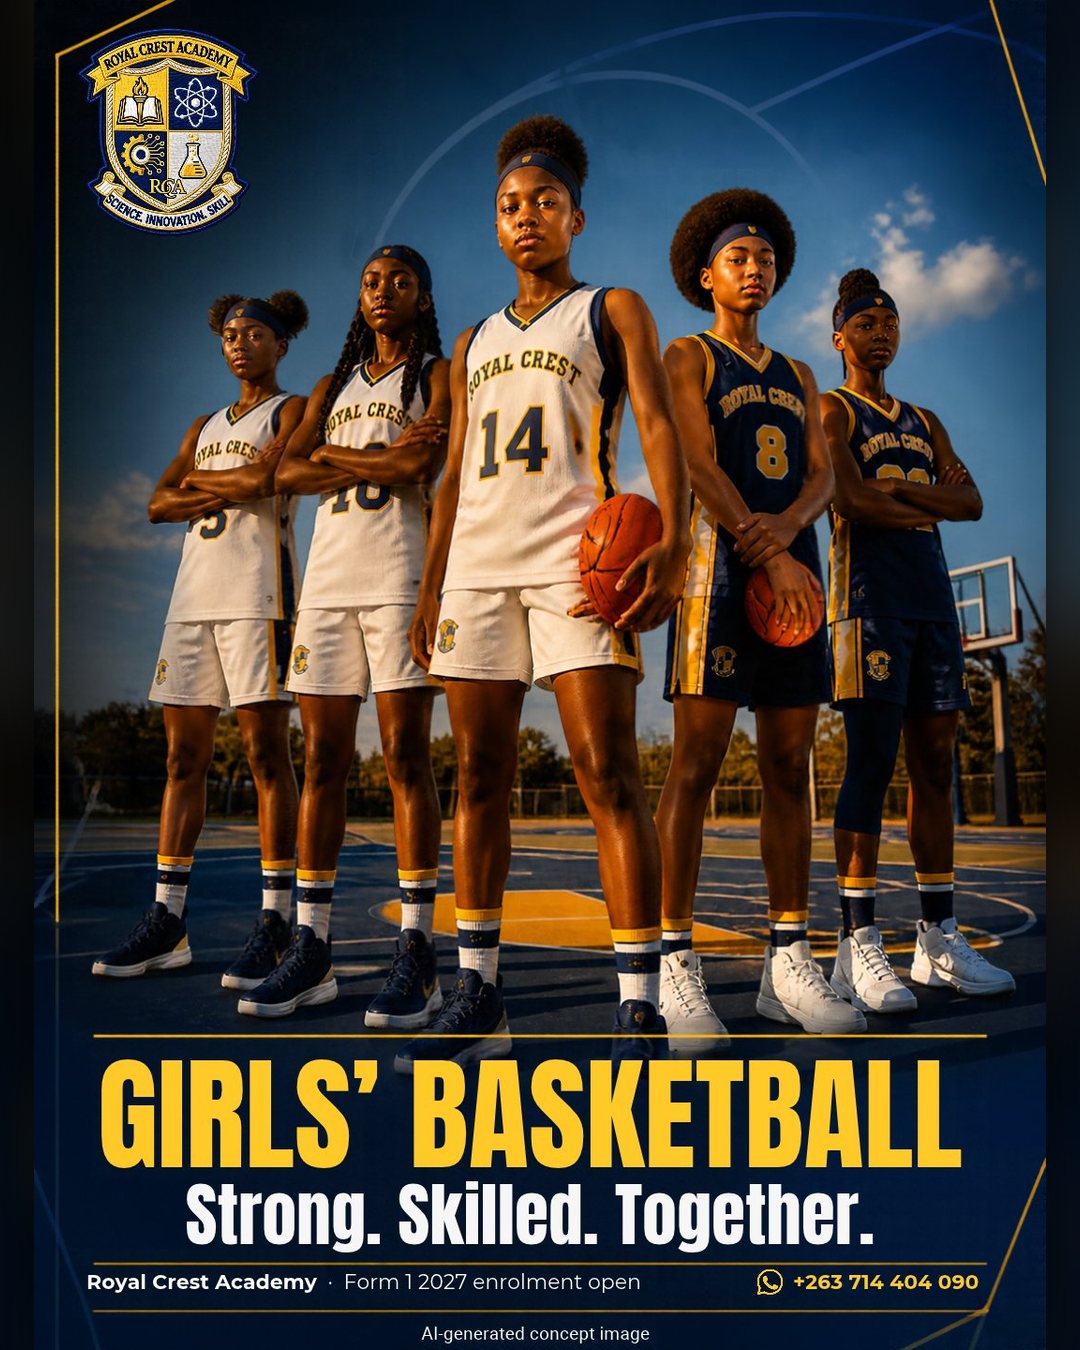 ROYAL CREST ACADEMY
RCA
SCIENCE. INNOVATION. SKILL
ROYAL CREST
14
ROYAL CREST
8
GIRLS’ BASKETBALL
Strong. Skilled. Together.
Royal Crest Academy · Form 1 2027 enrolment open
+263 714 404 090
AI-generated concept image